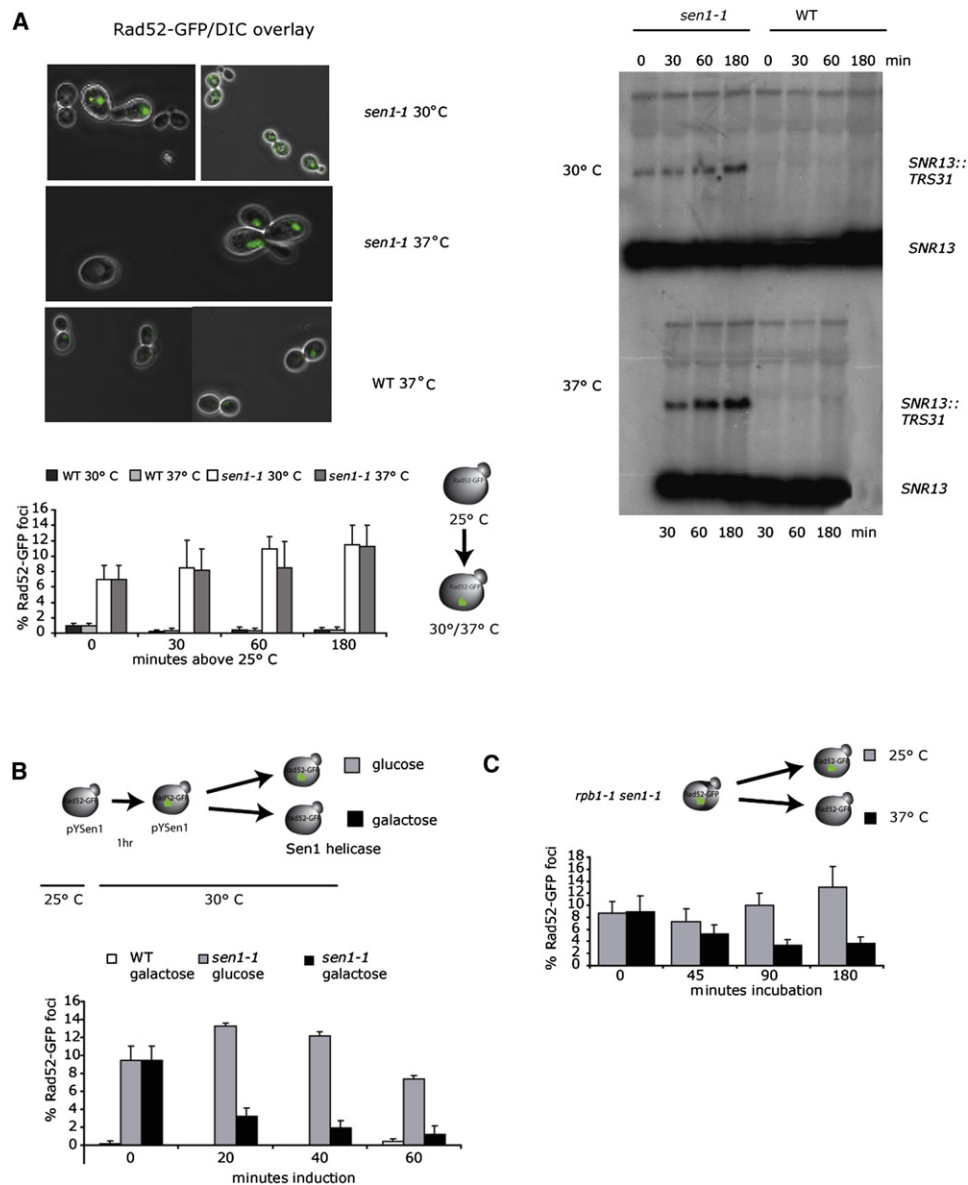 A
Rad52-GFP/DIC overlay
sen1-1 30°C
sen1-1 37°C
WT 37°C
WT 30° C WT 37° C sen1-1 30° C sen1-1 37° C
% Rad52-GFP foci
16
14
12
10
8
6
4
2
0
0 30 60 180
minutes above 25° C
Rad52-GFP
25° C
Rad52-GFP
30°/37° C
sen1-1 WT
0 30 60 180 0 30 60 180 min
30° C
SNR13::
TRS31
SNR13
37° C
SNR13::
TRS31
SNR13
30 60 180 30 60 180 min
B
Rad52-GFP
pYSen1
1hr
Rad52-GFP
pYSen1
Rad52-GFP
glucose
Rad52-GFP
galactose
Sen1 helicase
25° C 30° C
WT
galactose
sen1-1
glucose
sen1-1
galactose
% Rad52-GFP foci
16
14
12
10
8
6
4
2
0
0 20 40 60
minutes induction
C
rpb1-1 sen1-1
Rad52-GFP
Rad52-GFP
25° C
Rad52-GFP
37° C
% Rad52-GFP foci
18
16
12
10
8
6
4
2
0
0 45 90 180
minutes incubation